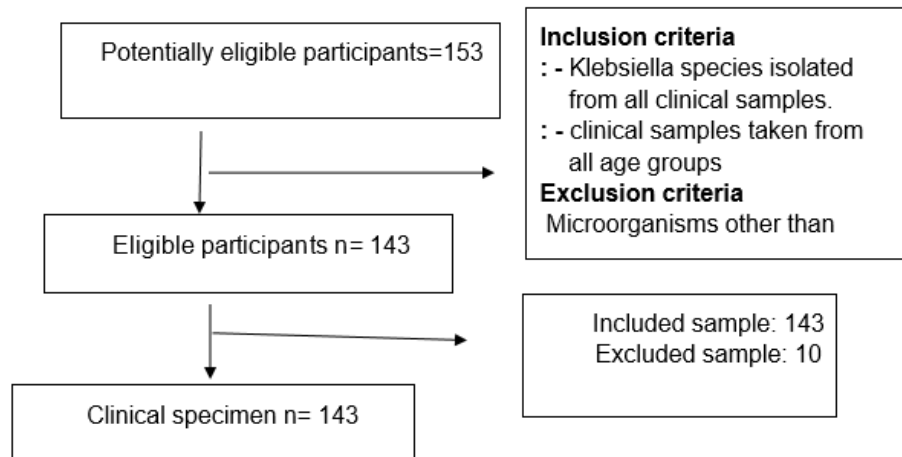 Potentially eligible participants=153
Inclusion criteria
: - Klebsiella species isolated
from all clinical samples.
: - clinical samples taken from
all age groups
Exclusion criteria
Microorganisms other than
Eligible participants n= 143
Included sample: 143
Excluded sample: 10
Clinical specimen n= 143